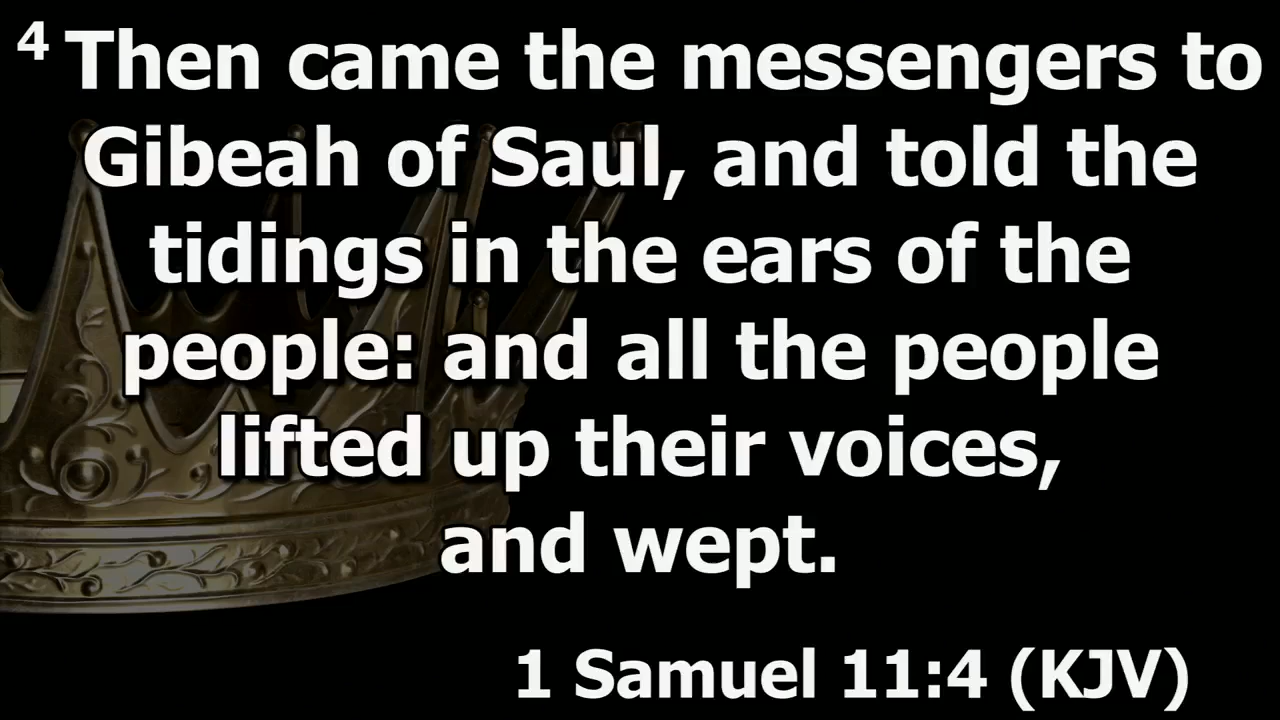 4 Then came the messengers to
Gibeah of Saul, and told the
tidings in the ears of the
people: and all the people
lifted up their voices,
and wept.
1 Samuel 11:4 (KJV)